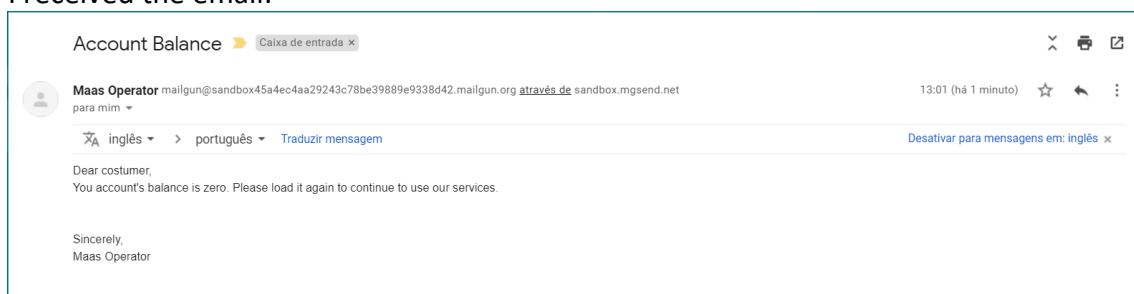 I received the email:
Account Balance Caixa de entrada ×
Maas Operator mailgun@sandbox45a4ec4aa29243c78be39889e9338d42.mailgun.org através de sandbox.mgsend.net 13:01 (há 1 minuto)
para mim
inglês > português Traduzir mensagem Desativar para mensagens em: inglês ×
Dear costumer,
You account's balance is zero. Please load it again to continue to use our services.
Sincerely,
Maas Operator